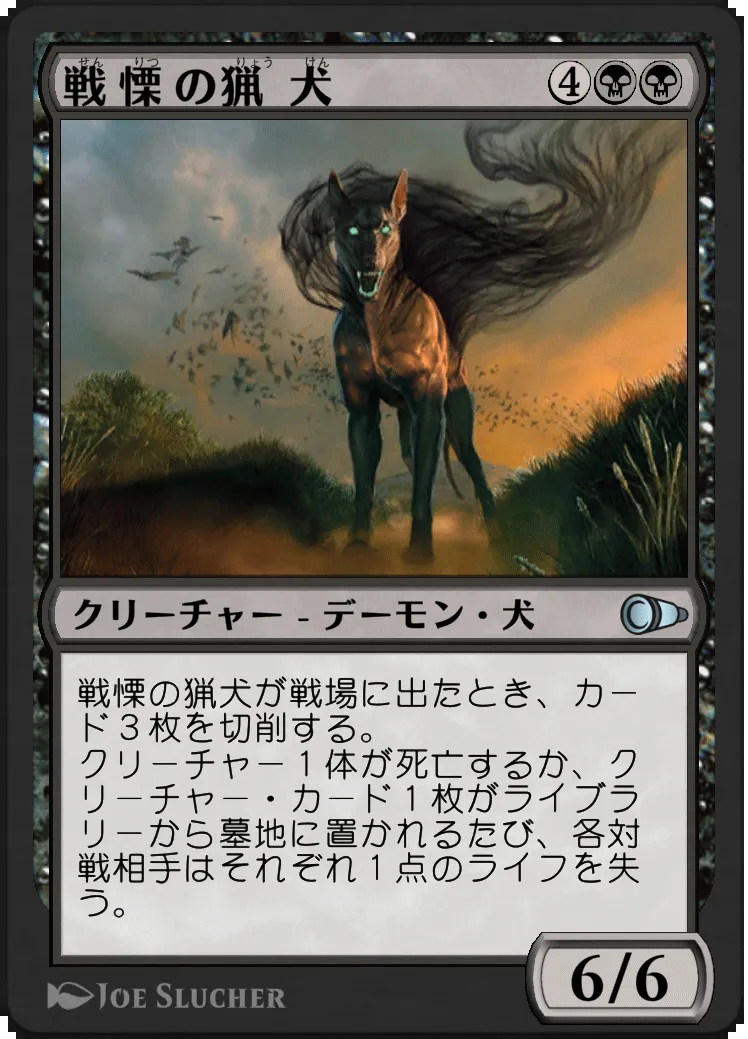 せん りつ りょう けん
戦慄の猟犬 4
クリーチャー - デーモン・犬
戦慄の猟犬が戦場に出たとき、カー
ド３枚を切削する。
クリーチャー１体が死亡するか、ク
リーチャー・カード１枚がライブラ
リーから墓地に置かれるたび、各対
戦相手はそれぞれ１点のライフを失
う。
6/6
JOE SLUCHER